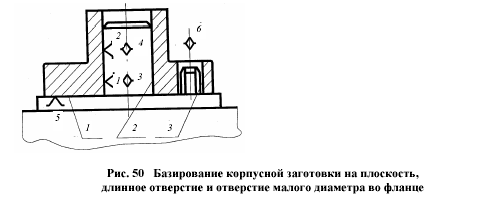 6
2 4
1 3
5 1 2 3
Рис. 50 Базирование корпусной заготовки на плоскость,
длинное отверстие и отверстие малого диаметра во фланце